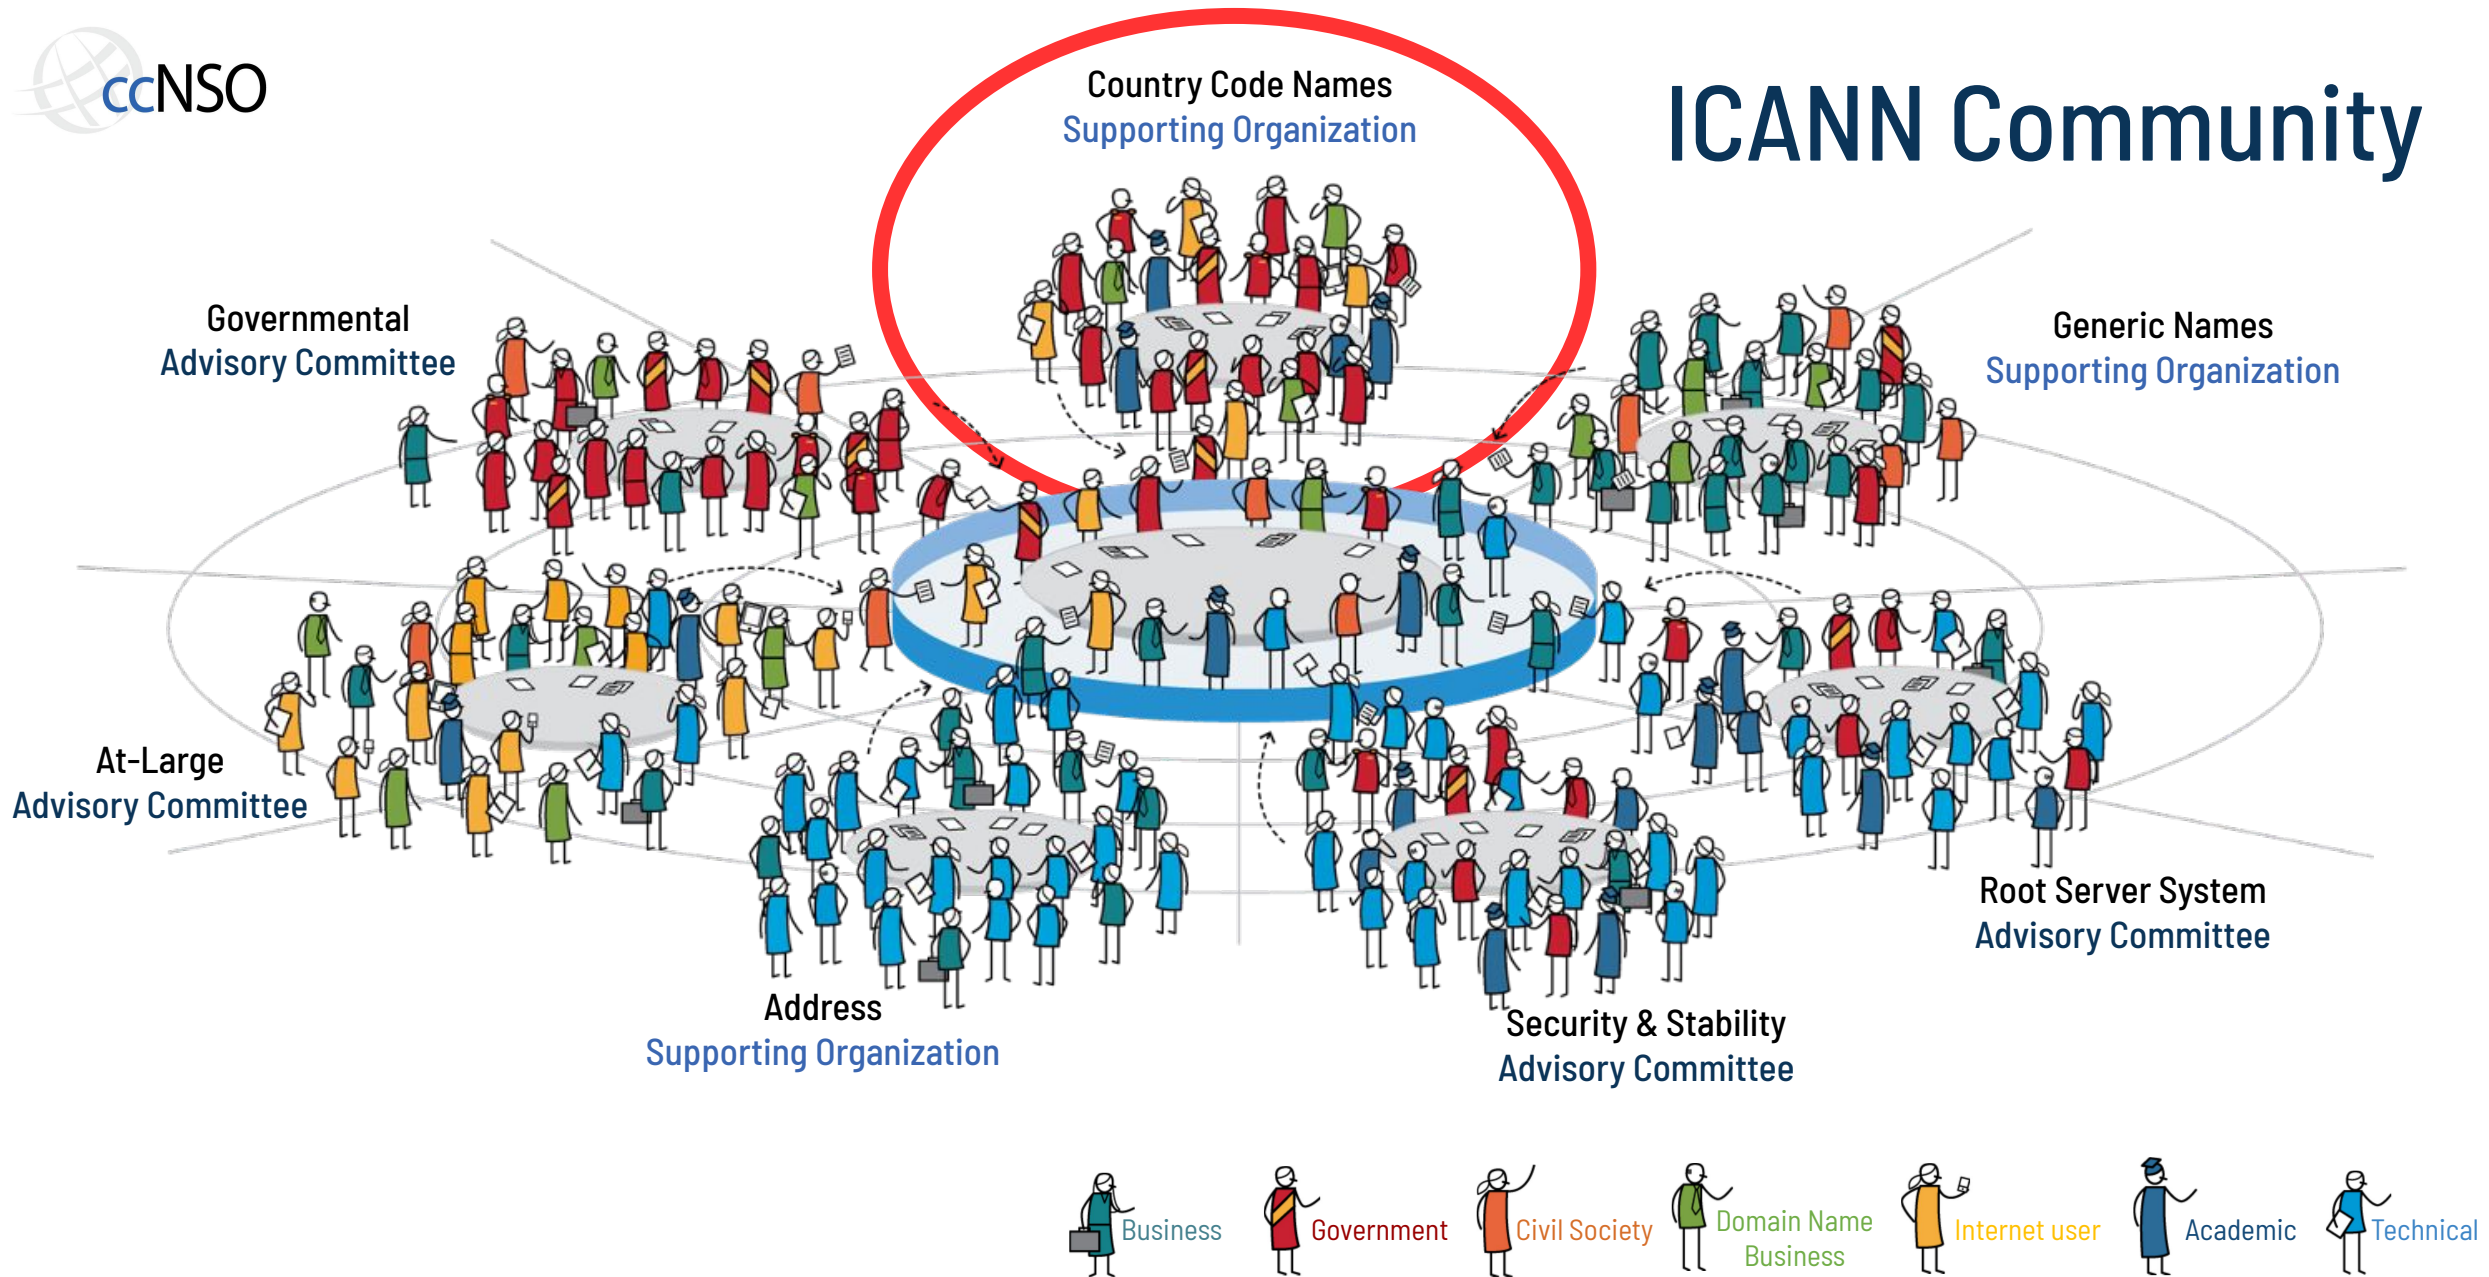 ccNSO
Country Code Names
Supporting Organization
ICANN Community
Governmental
Advisory Committee
Generic Names
Supporting Organization
At-Large
Advisory Committee
Root Server System
Advisory Committee
Address
Supporting Organization
Security & Stability
Advisory Committee
Business
Government
Civil Society
Domain Name
Business
Internet user
Academic
Technical